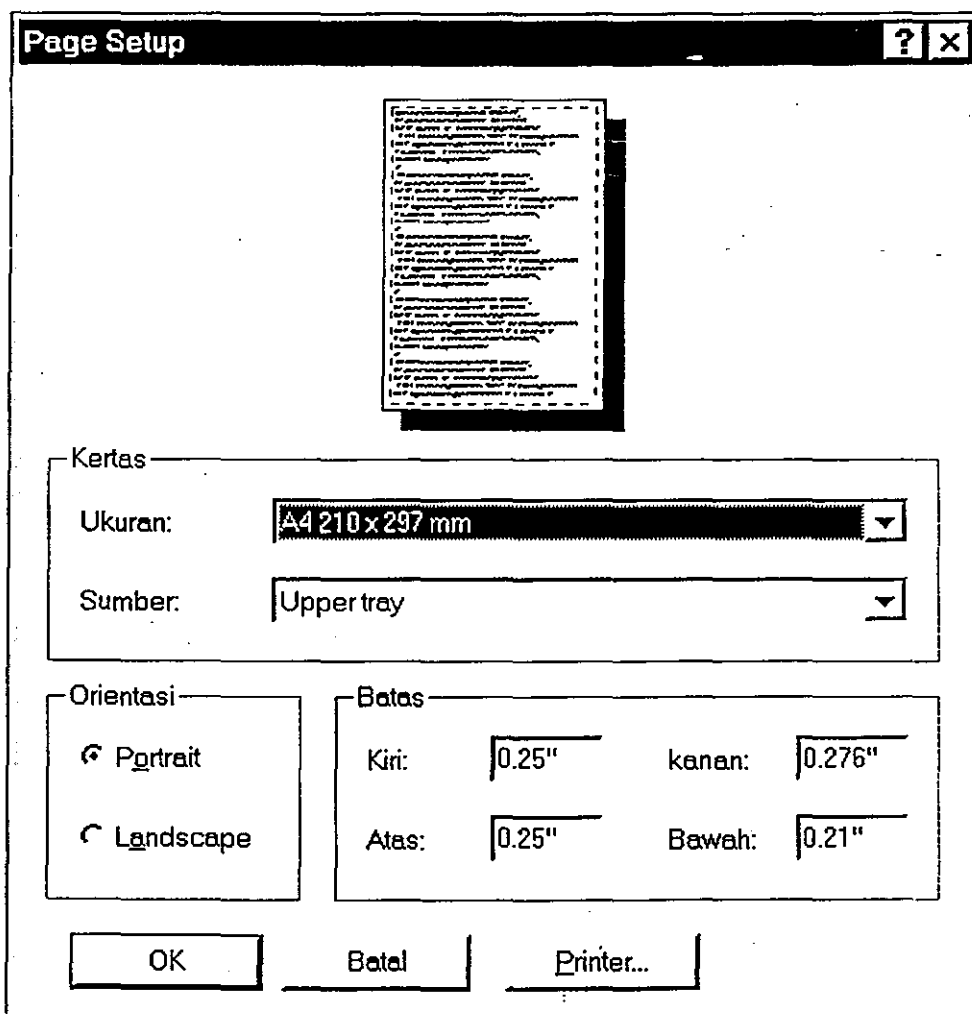 Page Setup
Kertas
Ukuran: A4 210 x 297 mm
Sumber: Upper tray
Orientasi
Portrait
Landscape
Batas
Kiri: 0.25" kanan: 0.276"
Atas: 0.25" Bawah: 0.21"
OK Batal Printer...